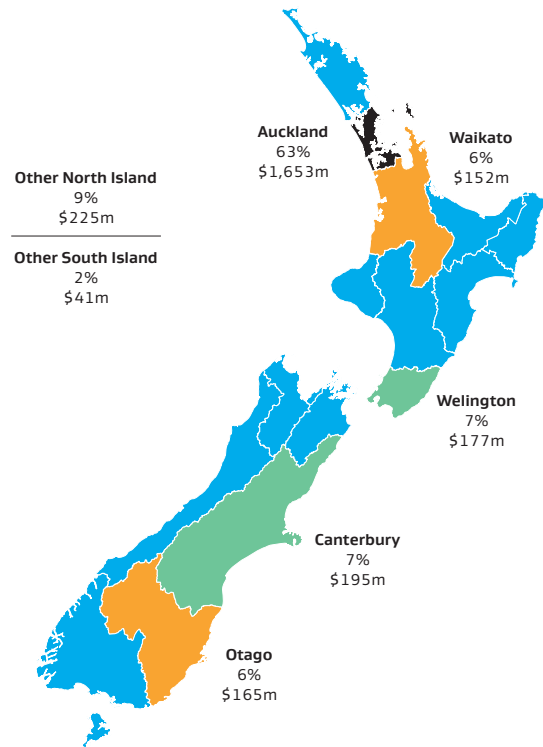 Auckland
63%
$1,653m
Waikato
6%
$152m
Other North Island
9%
$225m
Other South Island
2%
$41m
Welington
7%
$177m
Canterbury
7%
$195m
Otago
6%
$165m